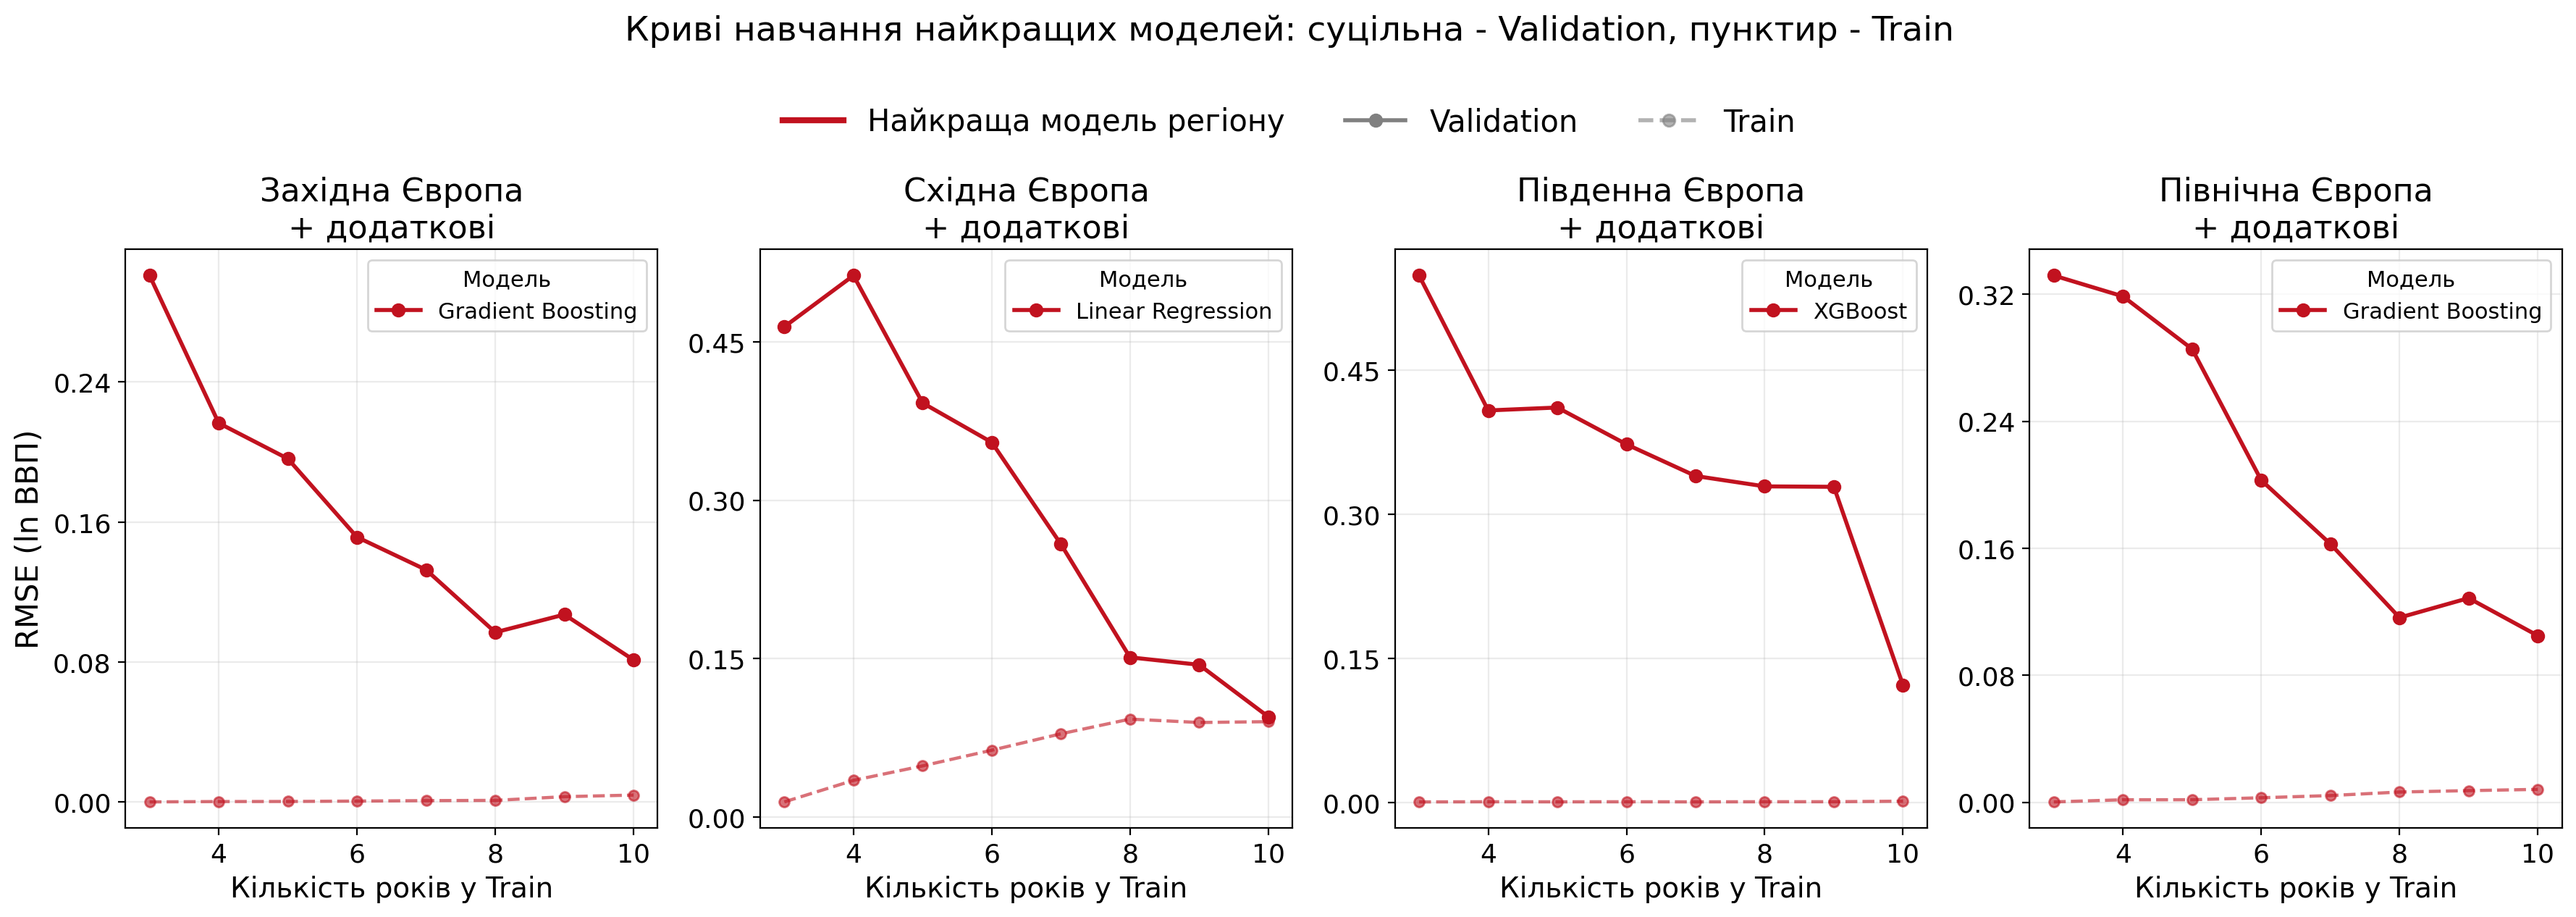 Криві навчання найкращих моделей: суцільна - Validation, пунктир - Train
Найкраща модель регіону
Validation
Train
Західна Європа
+ додаткові
Модель
Gradient Boosting
0.24
0.16
0.08
0.00
RMSE (ln ВВП)
4
6
8
10
Кількість років у Train
Східна Європа
+ додаткові
Модель
Linear Regression
0.45
0.30
0.15
0.00
4
6
8
10
Кількість років у Train
Південна Європа
+ додаткові
Модель
XGBoost
0.45
0.30
0.15
0.00
4
6
8
10
Кількість років у Train
Північна Європа
+ додаткові
Модель
Gradient Boosting
0.32
0.24
0.16
0.08
0.00
4
6
8
10
Кількість років у Train